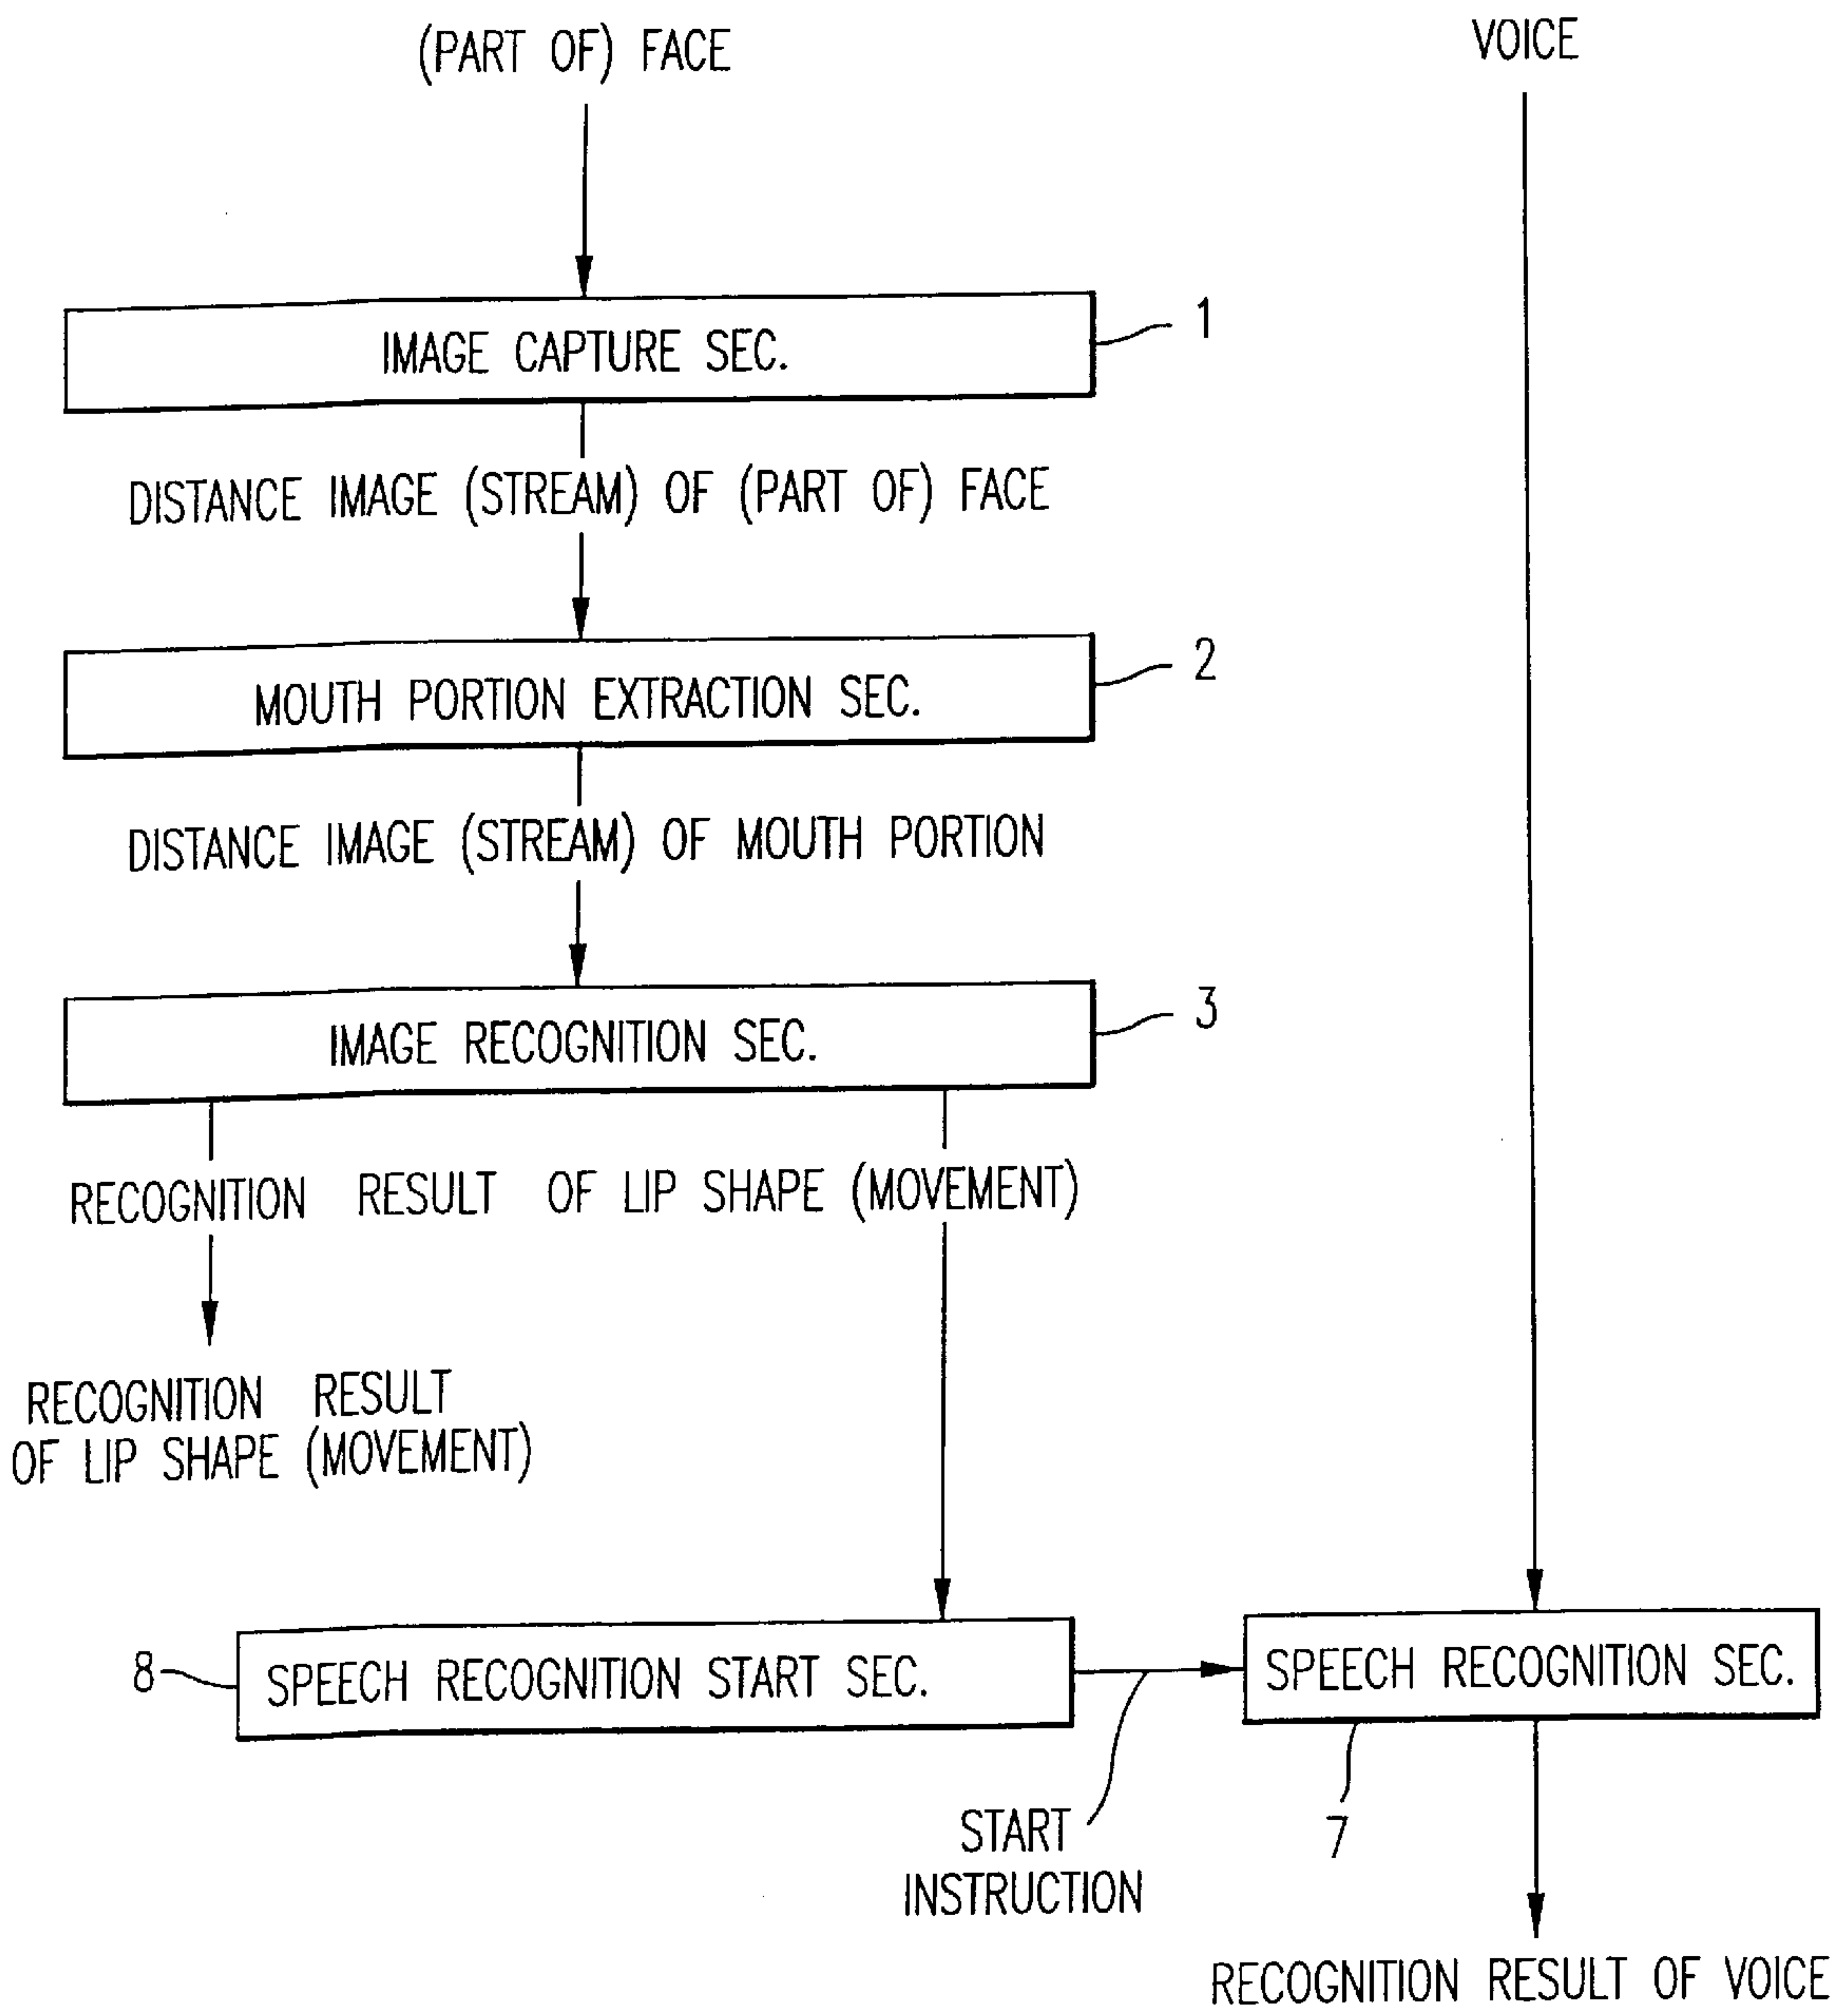 (PART OF) FACE
VOICE
IMAGE CAPTURE SEC.
1
DISTANCE IMAGE (STREAM) OF (PART OF) FACE
MOUTH PORTION EXTRACTION SEC.
2
DISTANCE IMAGE (STREAM) OF MOUTH PORTION
IMAGE RECOGNITION SEC.
3
RECOGNITION RESULT OF LIP SHAPE (MOVEMENT)
RECOGNITION RESULT
OF LIP SHAPE (MOVEMENT)
8
SPEECH RECOGNITION START SEC.
SPEECH RECOGNITION SEC.
START
INSTRUCTION
7
RECOGNITION RESULT OF VOICE